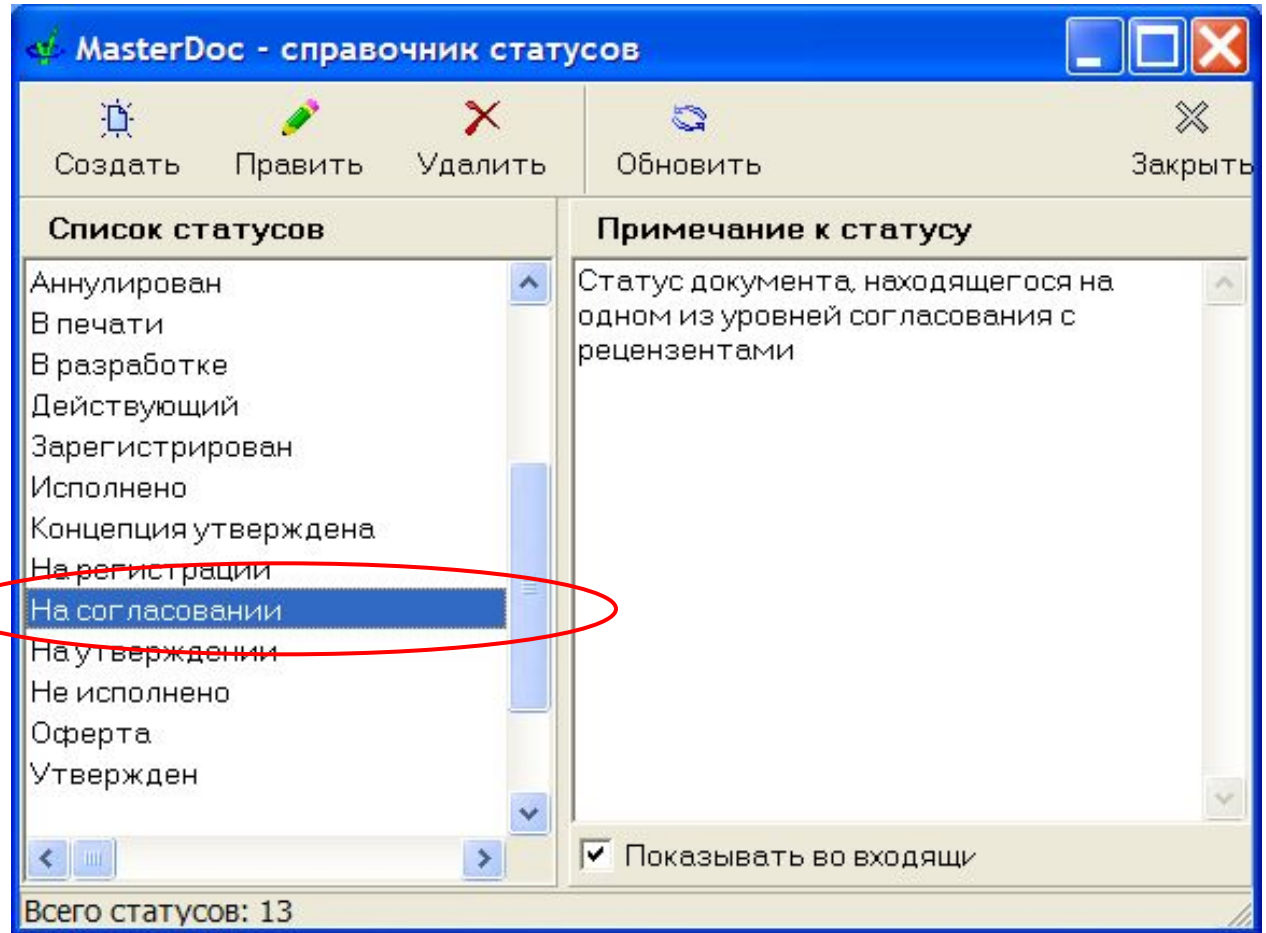 MasterDoc - справочник статусов
Создать Править Удалить Обновить Закрыть
Список статусов
Аннулирован
В печати
В разработке
Действующий
Зарегистрирован
Исполнено
Концепция утверждена
На регистрации
На согласовании
На утверждении
Не исполнено
Оферта
Утвержден
Примечание к статусу
Статус документа, находящегося на
одном из уровней согласования с
рецензентами
Показывать во входящи
Всего статусов: 13